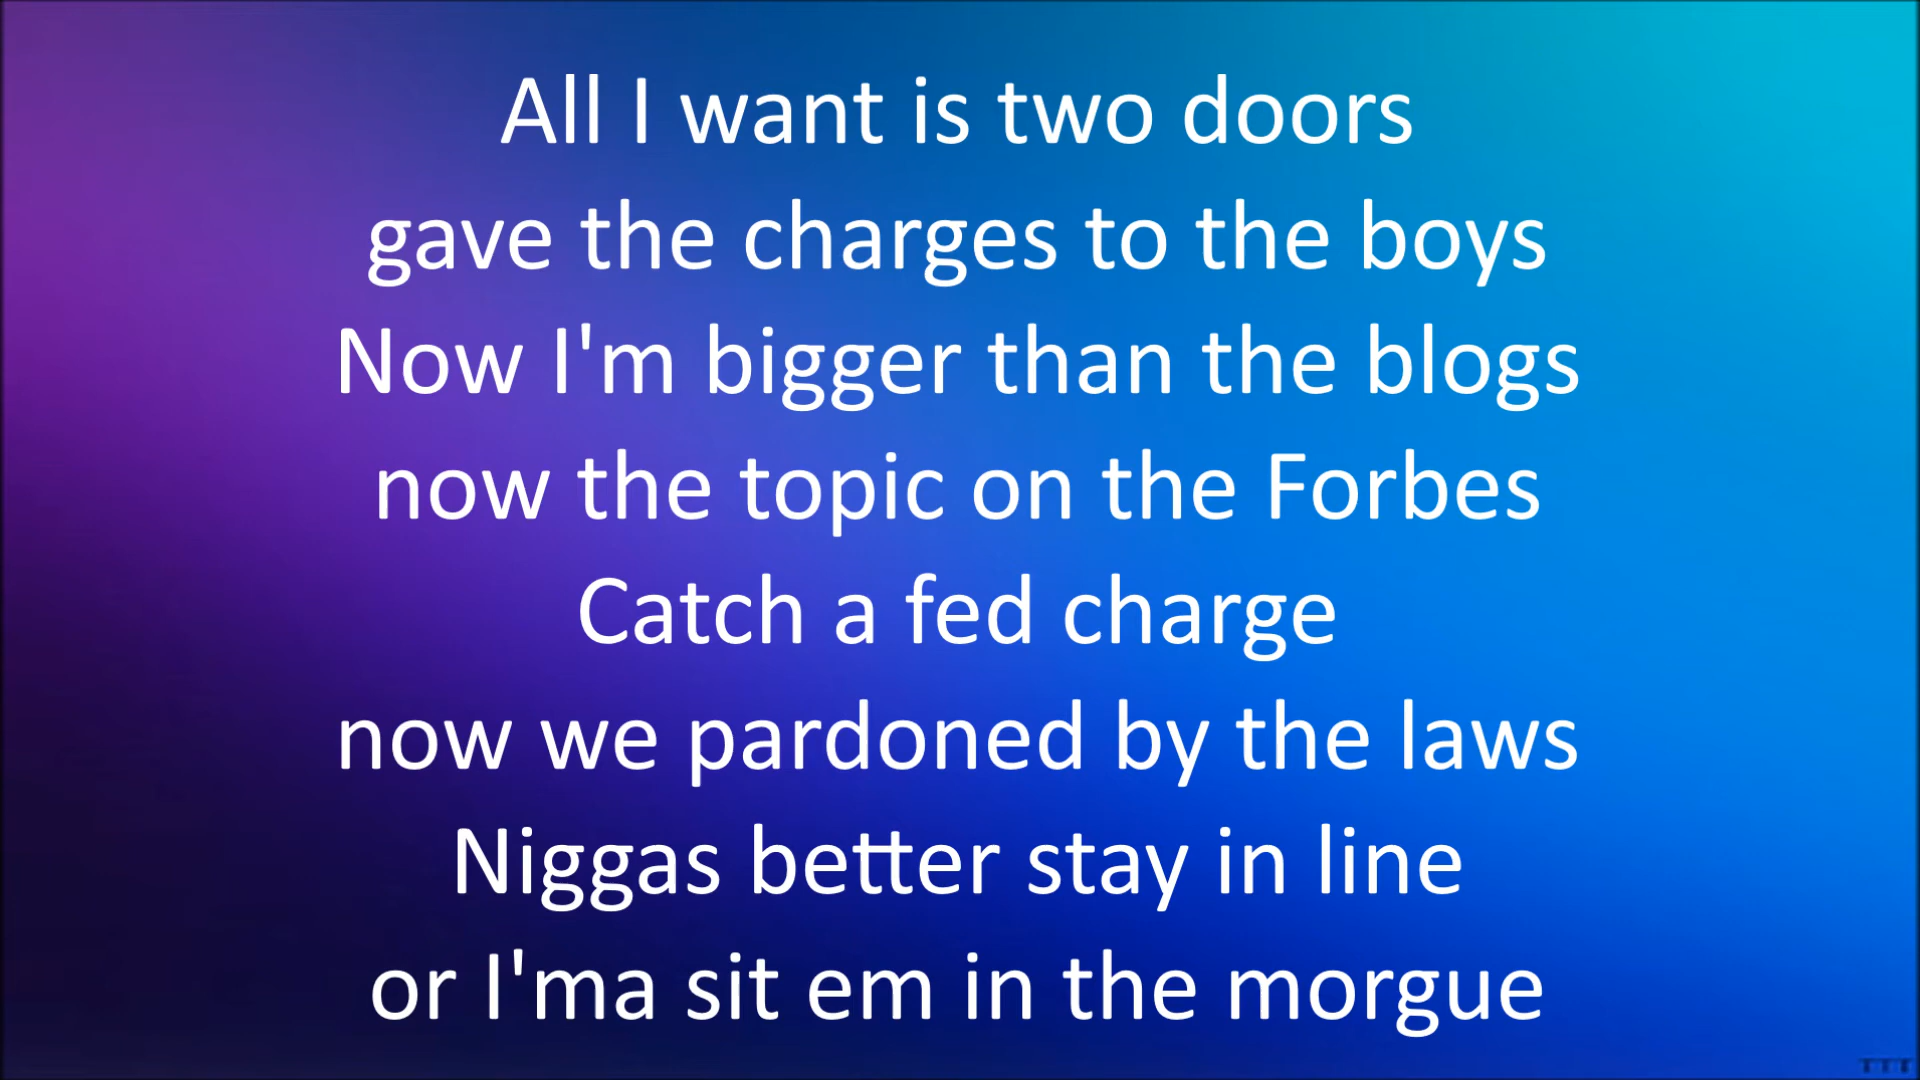 All I want is two doors
gave the charges to the boys
Now I'm bigger than the blogs
now the topic on the Forbes
Catch a fed charge
now we pardoned by the laws
Niggas better stay in line
or I'ma sit em in the morgue
TTT